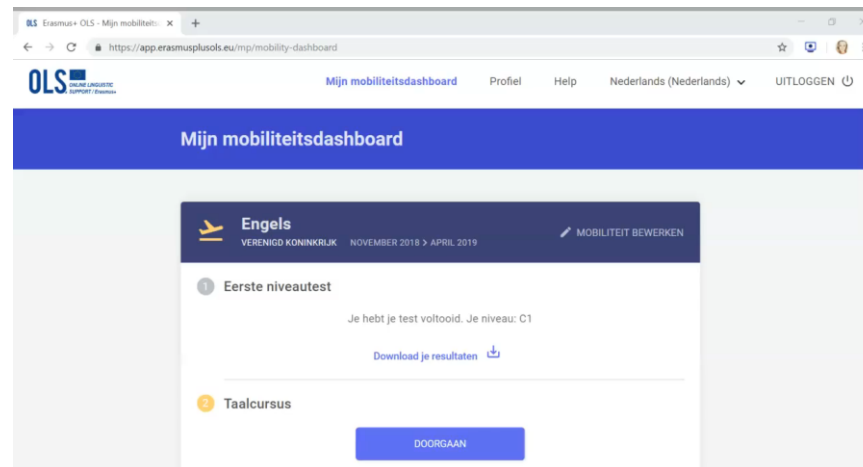 OLS Erasmus+ OLS - Mijn mobiliteits
https://app.erasmusplusols.eu/mp/mobility-dashboard
OLS ONLINE LINGUISTIC
SUPPORT / Erasmus+
Mijn mobiliteitsdashboard Profiel Help Nederlands (Nederlands) UITLOGGEN
Mijn mobiliteitsdashboard
Engels
VERENIGD KONINKRIJK NOVEMBER 2018 > APRIL 2019
MOBILITEIT BEWERKEN
1 Eerste niveautest
Je hebt je test voltooid. Je niveau: C1
Download je resultaten
2 Taalcursus
DOORGAAN